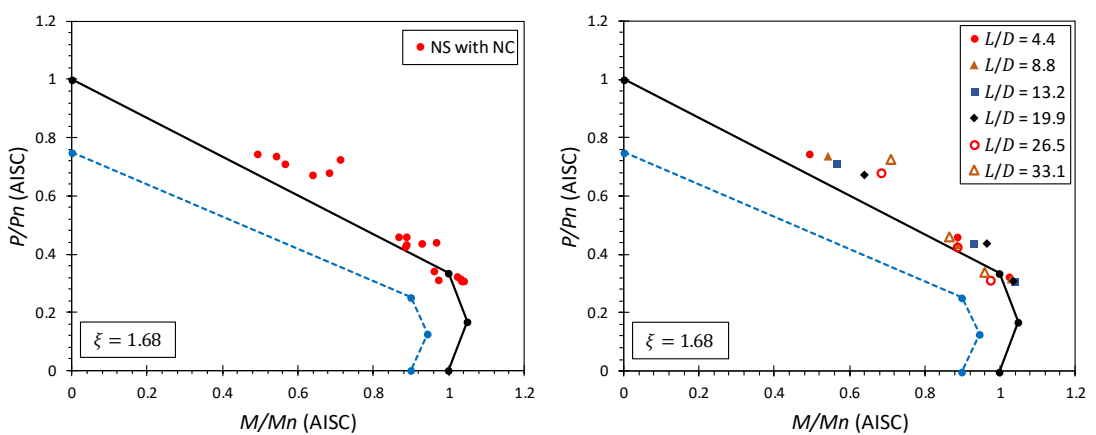 1.2
1
0.8
0.6
0.4
0.2
0
P/Pn (AISC)
NS with NC
ξ = 1.68
0 0.2 0.4 0.6 0.8 1 1.2
M/Mn (AISC)
1.2
1
0.8
0.6
0.4
0.2
0
P/Pn (AISC)
L/D = 4.4
L/D = 8.8
L/D = 13.2
L/D = 19.9
L/D = 26.5
L/D = 33.1
ξ = 1.68
0 0.2 0.4 0.6 0.8 1 1.2
M/Mn (AISC)